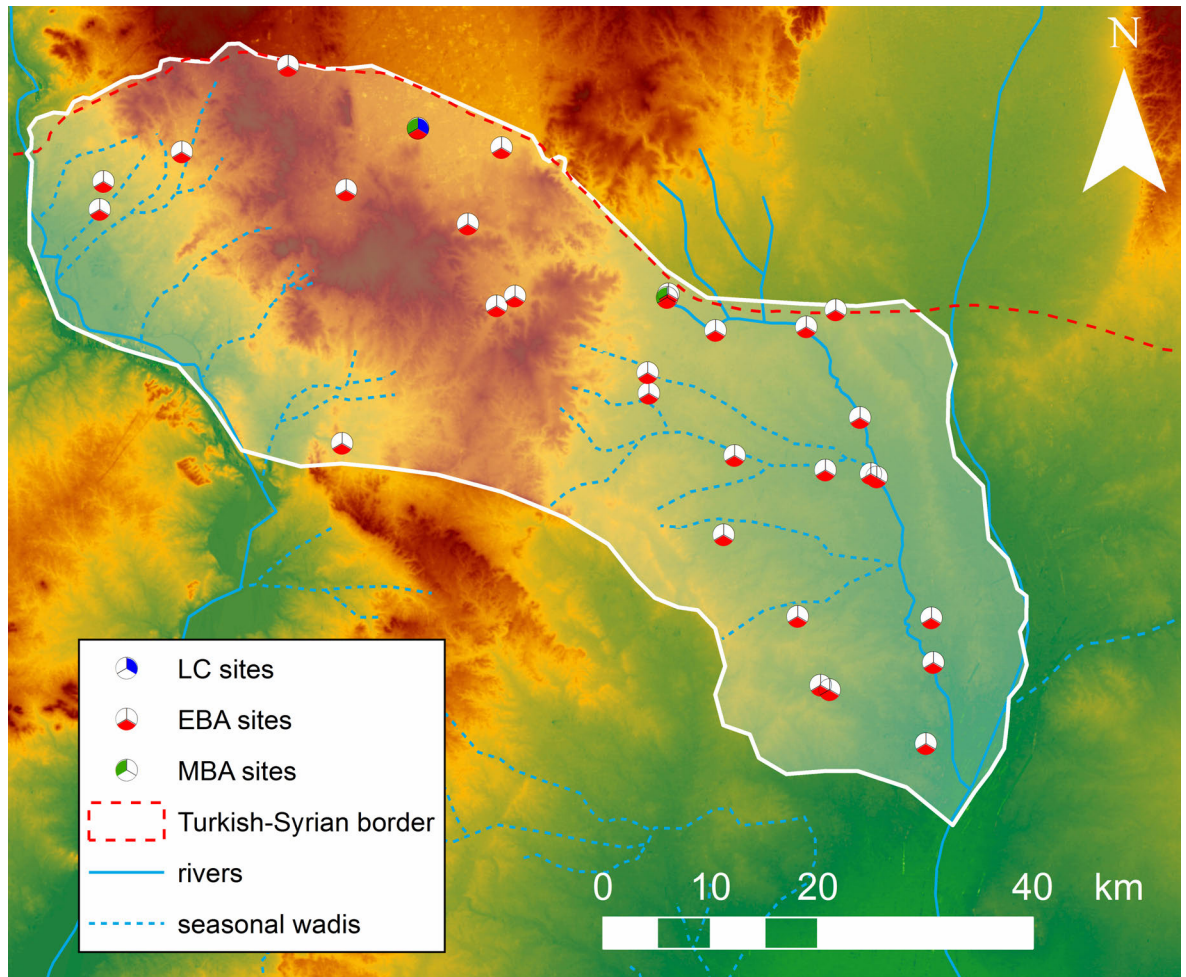 N
LC sites
EBA sites
MBA sites
Turkish-Syrian border
rivers
seasonal wadis
0 10 20 40 km